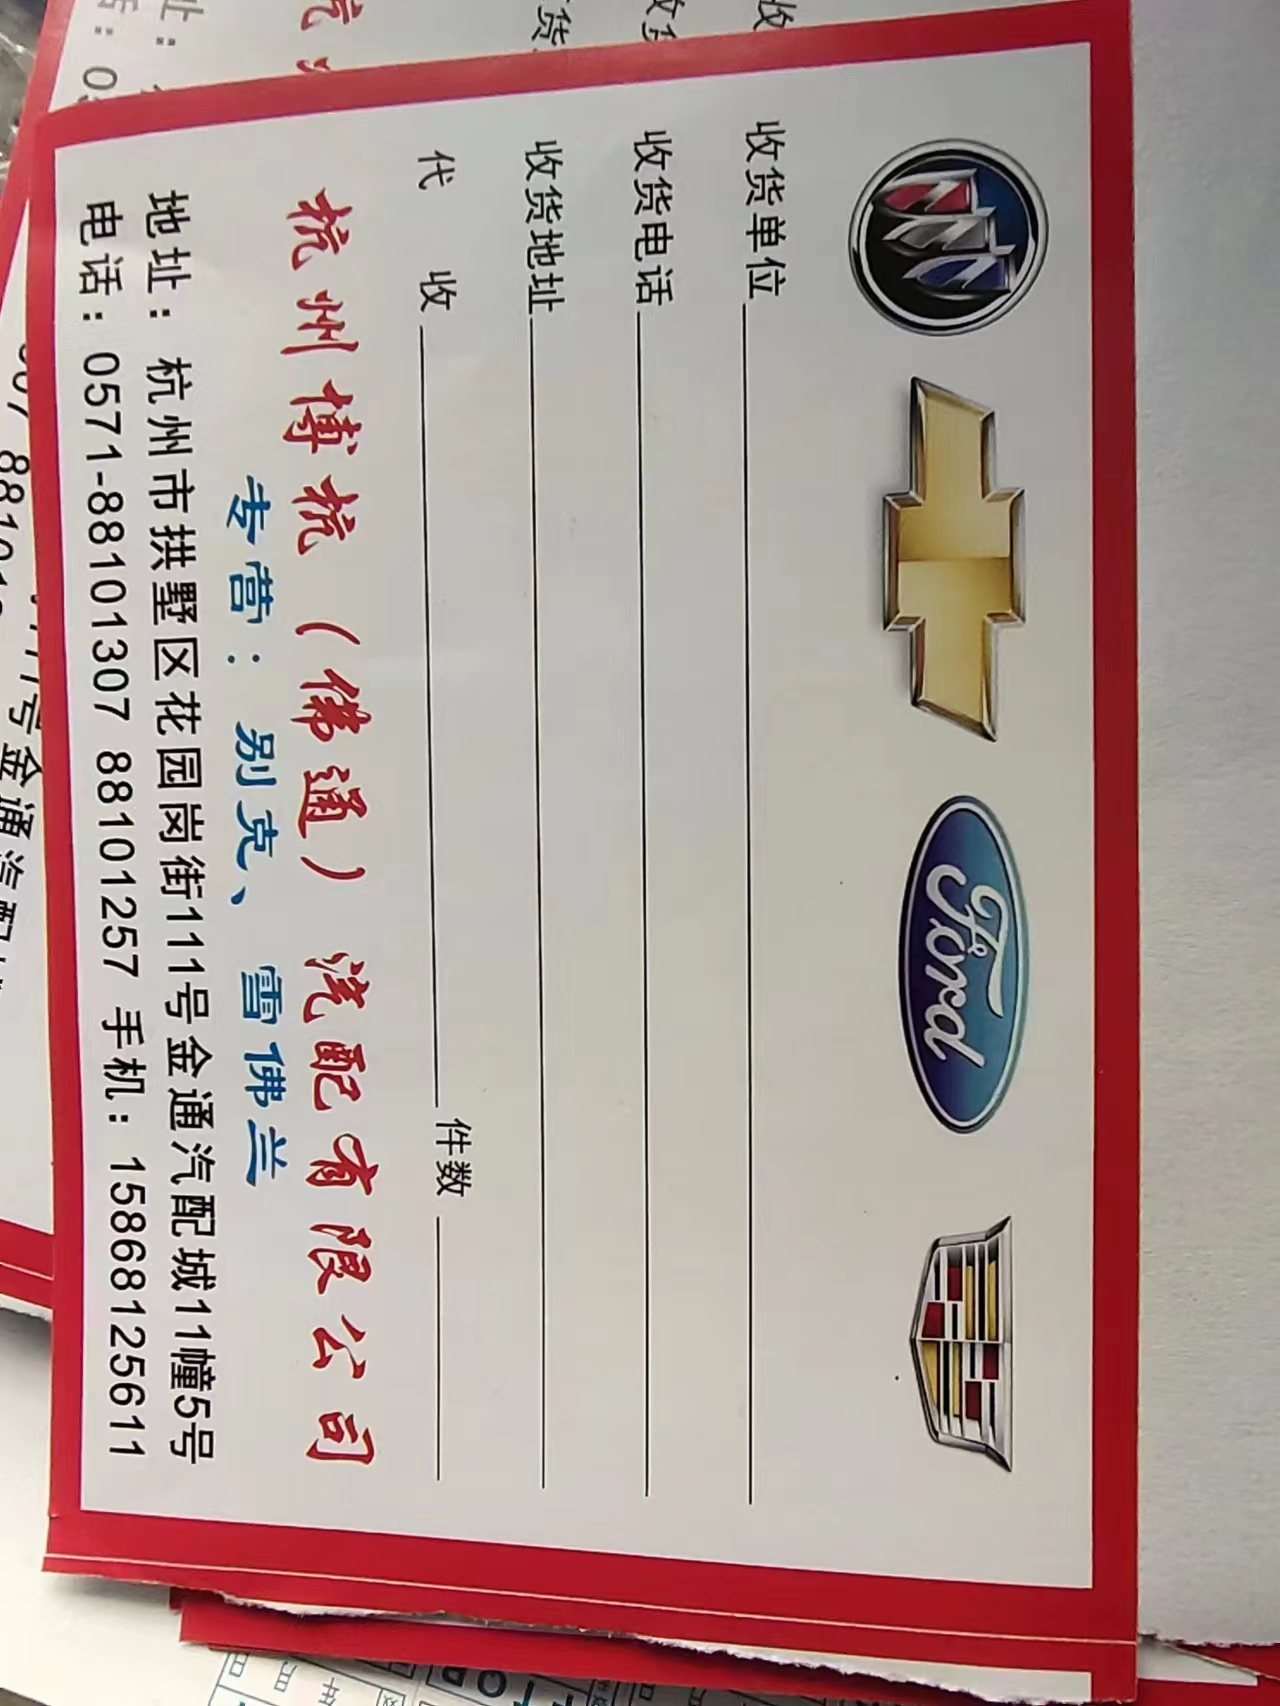 Ford
收货单位
收货电话
收货地址
代 收 件数
杭州博杭（佛通）汽配有限公司
专营：别克、雪佛兰
地址：杭州市拱墅区花园岗街111号金通汽配城11幢5号
电话：0571-88101307 88101257 手机：15868125611